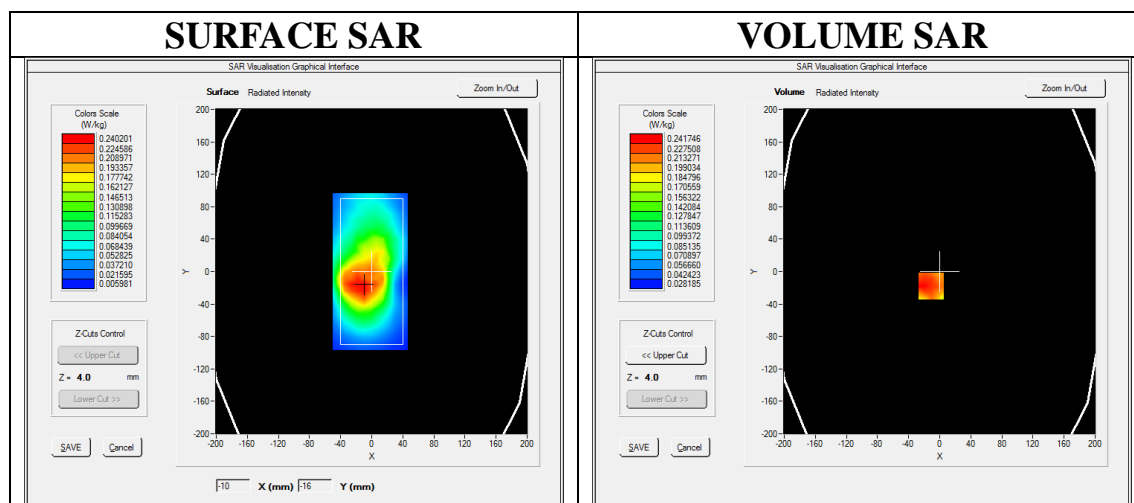 SURFACE SAR
SAR Visualisation Graphical Interface
Surface Radiated Intensity
Zoom In/Out
Colors Scale
(W/kg)
0.240201
0.224586
0.208971
0.193357
0.177742
0.162127
0.146513
0.130898
0.115283
0.099669
0.084054
0.068439
0.052825
0.037210
0.021595
0.005981
Z-Cuts Control
<< Upper Cut
Z = 4.0 mm
Lower Cut >>
SAVE Cancel
Y
200
160
120
80
40
0
-40
-80
-120
-160
-200
-200 -160 -120 -80 -40 0 40 80 120 160 200
X
-10 X (mm) -16 Y (mm)
VOLUME SAR
SAR Visualisation Graphical Interface
Volume Radiated Intensity
Zoom In/Out
Colors Scale
(W/kg)
0.241746
0.227508
0.213271
0.199034
0.184796
0.170559
0.156322
0.142084
0.127847
0.113609
0.099372
0.085135
0.070897
0.056660
0.042423
0.028185
Z-Cuts Control
<< Upper Cut
Z = 4.0 mm
Lower Cut >>
SAVE Cancel
Y
200
160
120
80
40
0
-40
-80
-120
-160
-200
-200 -160 -120 -80 -40 0 40 80 120 160 200
X